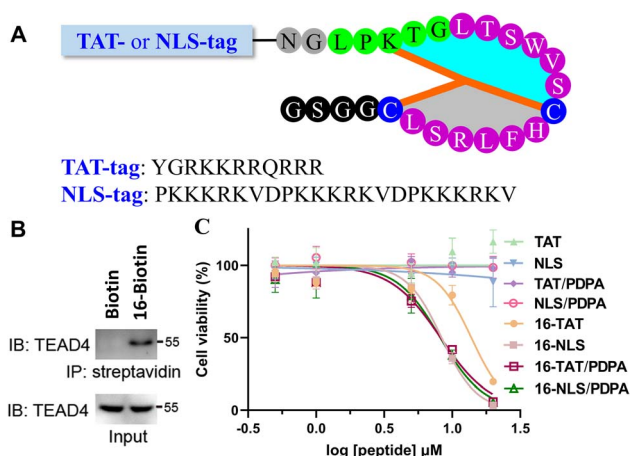 A
TAT- or NLS-tag
N G L P K T G L T S W V S C
G S G G C L S R L F H
TAT-tag: YGRKKRRQRRR
NLS-tag: PKKKRKVDPKKKRKVDPKKKRKV
B
Biotin
16-Biotin
IB: TEAD4
55
IP: streptavidin
IB: TEAD4
55
Input
C
Cell viability (%)
100
50
0
-0.5 0.0 0.5 1.0 1.5
log [peptide] μM
TAT
NLS
TAT/PDPA
NLS/PDPA
16-TAT
16-NLS
16-TAT/PDPA
16-NLS/PDPA